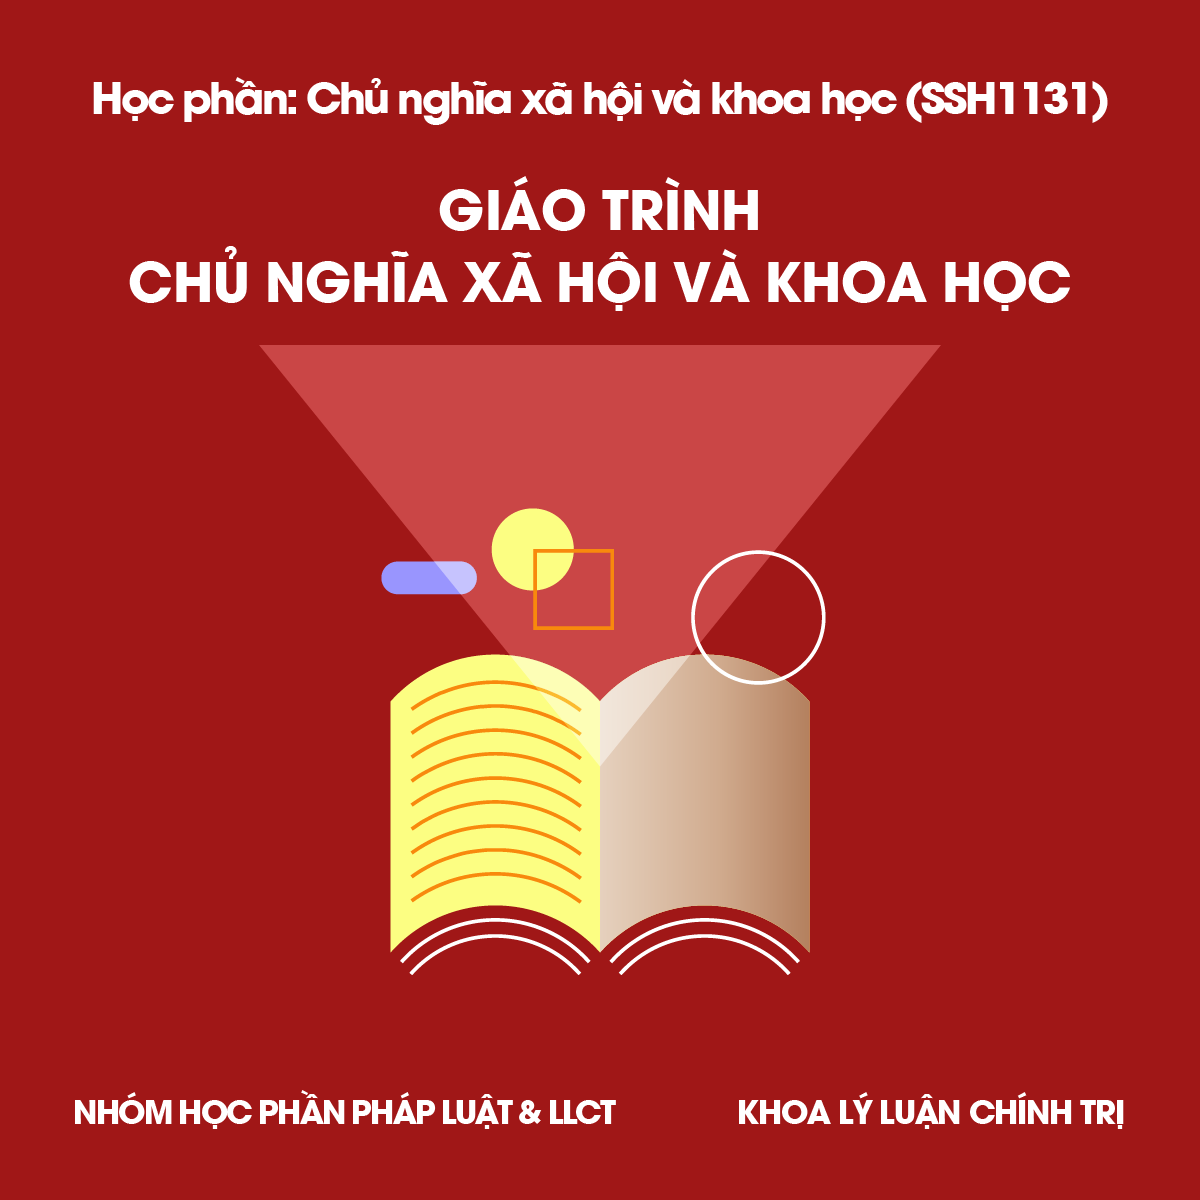 Học phần: Chủ nghĩa xã hội và khoa học (SSH1131)
GIÁO TRÌNH
CHỦ NGHĨA XÃ HỘI VÀ KHOA HỌC
NHÓM HỌC PHẦN PHÁP LUẬT & LLCT
KHOA LÝ LUẬN CHÍNH TRỊ